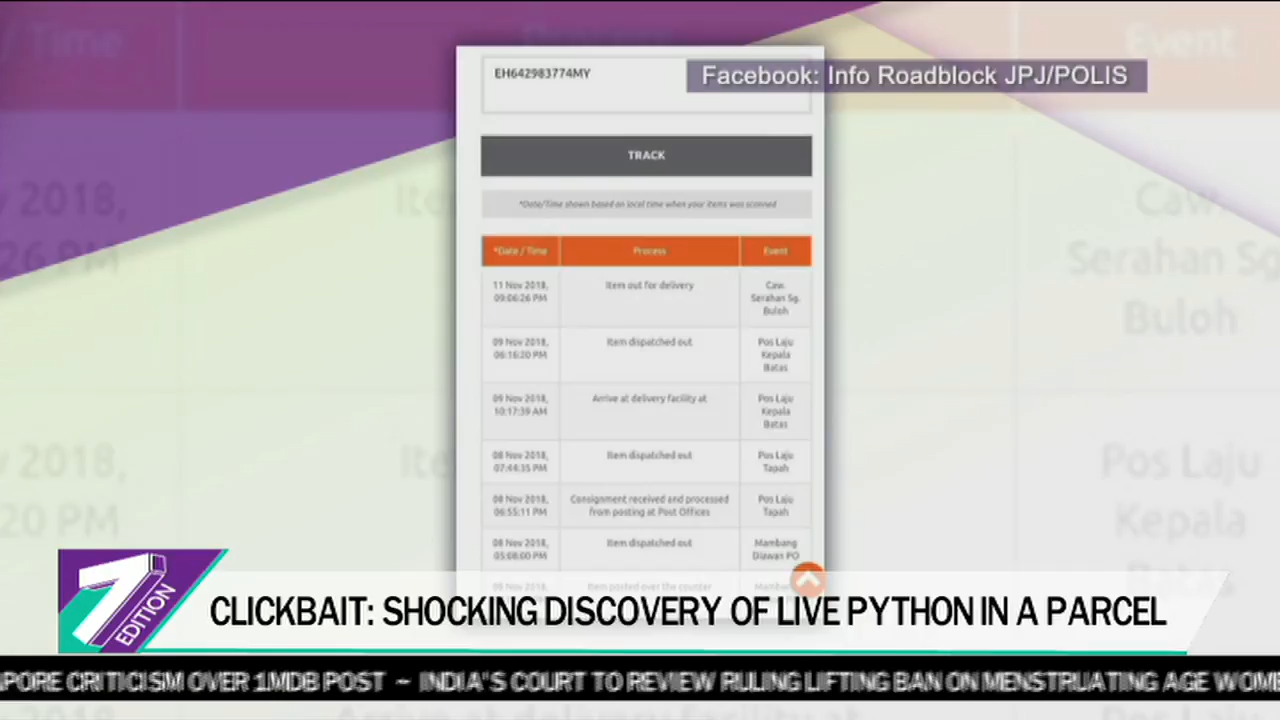 EH642983774MY
Facebook: Info Roadblock JPJ/POLIS
TRACK
*Date/Time shown based on local time when your items was scanned
*Date / Time Process Event
11 Nov 2018, 09:06:26 PM Item out for delivery Caw. Serahan Sg. Buloh
09 Nov 2018, 06:16:20 PM Item dispatched out Pos Laju Kepala Batas
09 Nov 2018, 10:17:39 AM Arrive at delivery facility at Pos Laju Kepala Batas
08 Nov 2018, 07:44:35 PM Item dispatched out Pos Laju Tapah
08 Nov 2018, 06:55:11 PM Consignment received and processed from posting at Post Offices Pos Laju Tapah
08 Nov 2018, 05:08:00 PM Item dispatched out Mambang Diawan PO
Item posted over the counter
7 EDITION
CLICKBAIT: SHOCKING DISCOVERY OF LIVE PYTHON IN A PARCEL
APORE CRITICISM OVER 1MDB POST ~ INDIA'S COURT TO REVIEW RULING LIFTING BAN ON MENSTRUATING AGE WOME